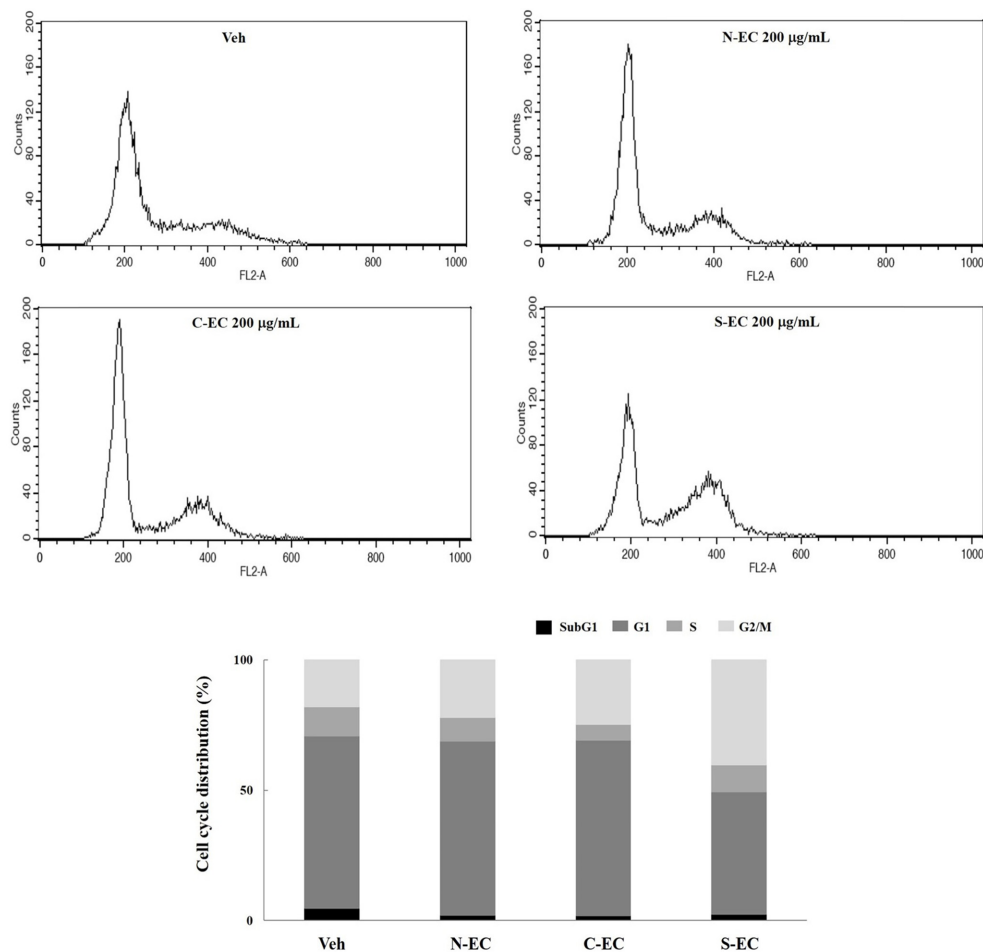 Veh
200
160
120
80
40
0
Counts
0 200 400 600 800 1000
FL2-A
N-EC 200 μg/mL
200
160
120
80
40
0
Counts
0 200 400 600 800 1000
FL2-A
C-EC 200 μg/mL
200
160
120
80
40
0
Counts
0 200 400 600 800 1000
FL2-A
S-EC 200 μg/mL
200
160
120
80
40
0
Counts
0 200 400 600 800 1000
FL2-A
SubG1 G1 S G2/M
Cell cycle distribution (%)
100
50
0
Veh N-EC C-EC S-EC